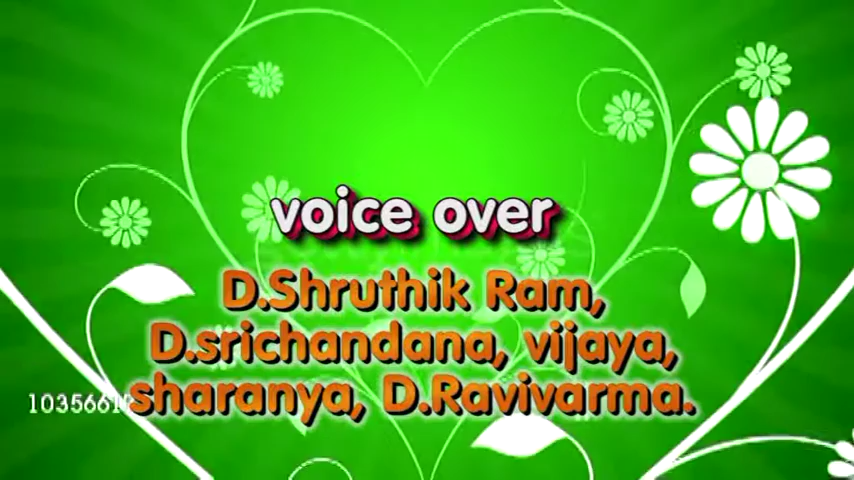 voice over
D.Shruthik Ram,
D.srichandana, vijaya,
sharanya, D.Ravivarma.